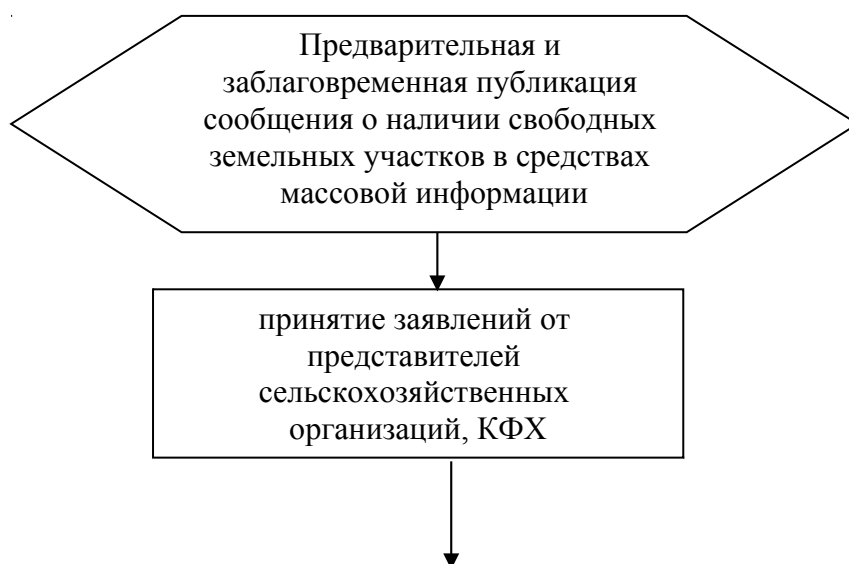 Предварительная и
заблаговременная публикация
сообщения о наличии свободных
земельных участков в средствах
массовой информации
принятие заявлений от
представителей
сельскохозяйственных
организаций, КФХ